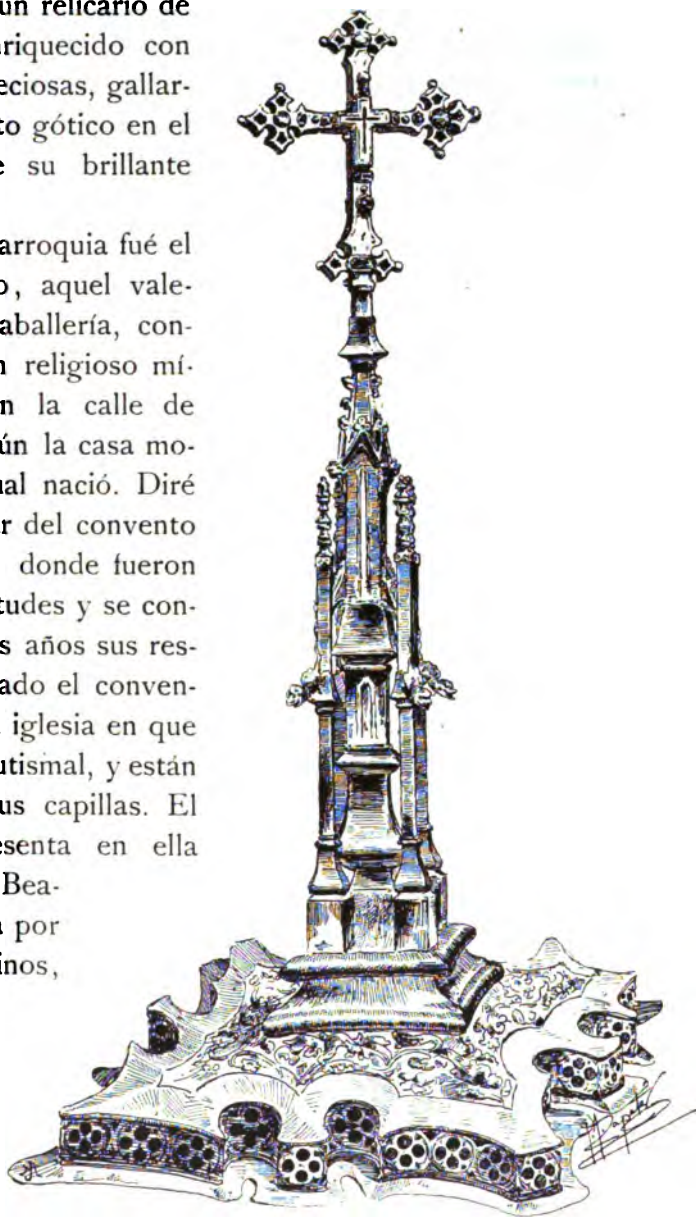 un relicario de
riquecido con
eciosas, gallar-
to gótico en el
e su brillante
arroquia fué el
o, aquel vale-
aballería, con-
n religioso mí-
n la calle de
ún la casa mo-
ual nació. Diré
r del convento
donde fueron
tudes y se con-
s años sus res-
ado el conven-
a iglesia en que
utismal, y están
us capillas. El
esenta en ella
Bea-
a por
inos,